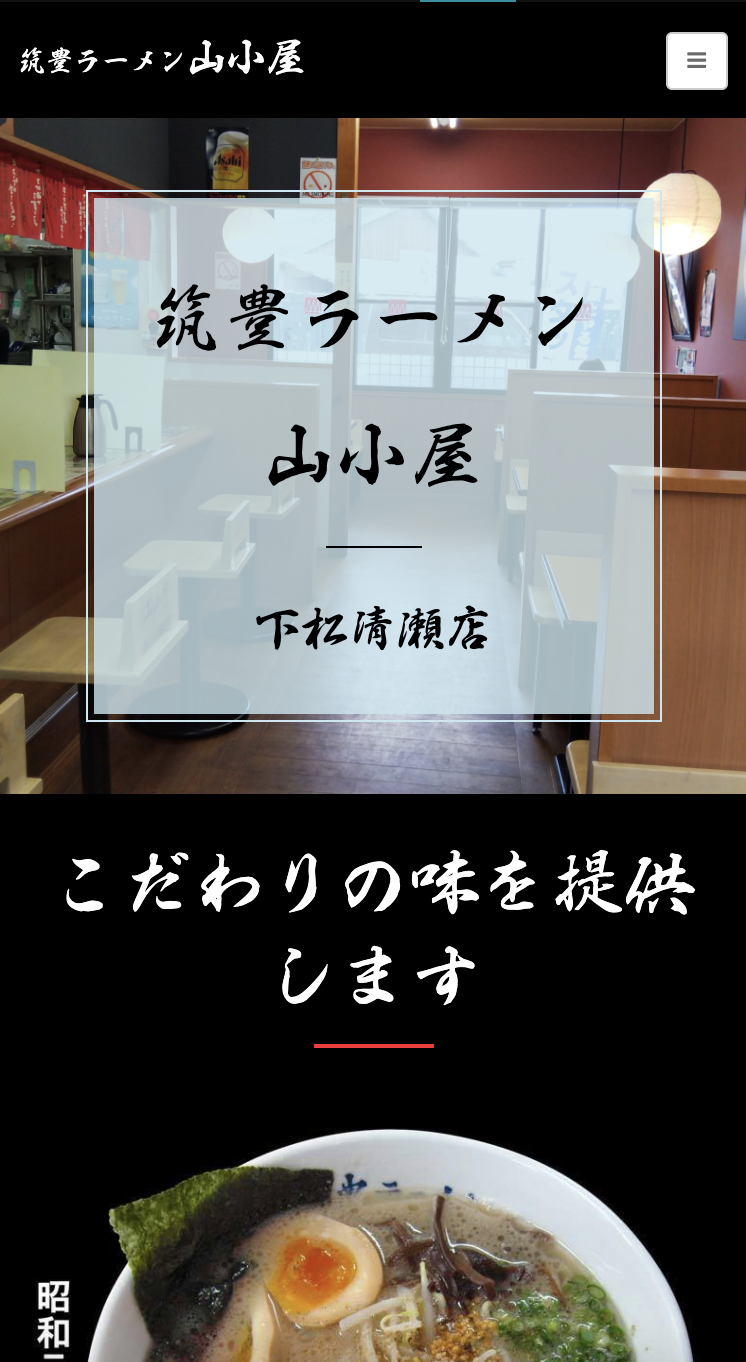 筑豊ラーメン山小屋
Asahi
筑豊ラーメン
山小屋
下松清瀬店
こだわりの味を提供
します
昭和